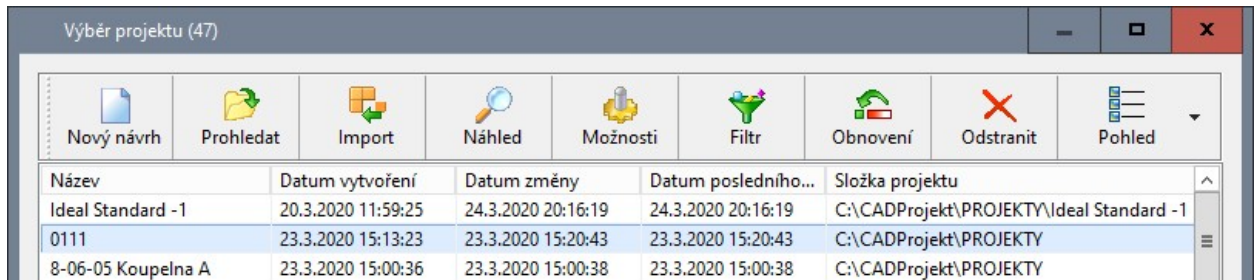 Výběr projektu (47)
Nový návrh Prohledat Import Náhled Možnosti Filtr Obnovení Odstranit Pohled
Název Datum vytvoření Datum změny Datum posledního... Složka projektu
Ideal Standard -1 20.3.2020 11:59:25 24.3.2020 20:16:19 24.3.2020 20:16:19 C:\CADProjekt\PROJEKTY\Ideal Standard -1
0111 23.3.2020 15:13:23 23.3.2020 15:20:43 23.3.2020 15:20:43 C:\CADProjekt\PROJEKTY
8-06-05 Koupelna A 23.3.2020 15:00:36 23.3.2020 15:00:38 23.3.2020 15:00:38 C:\CADProjekt\PROJEKTY